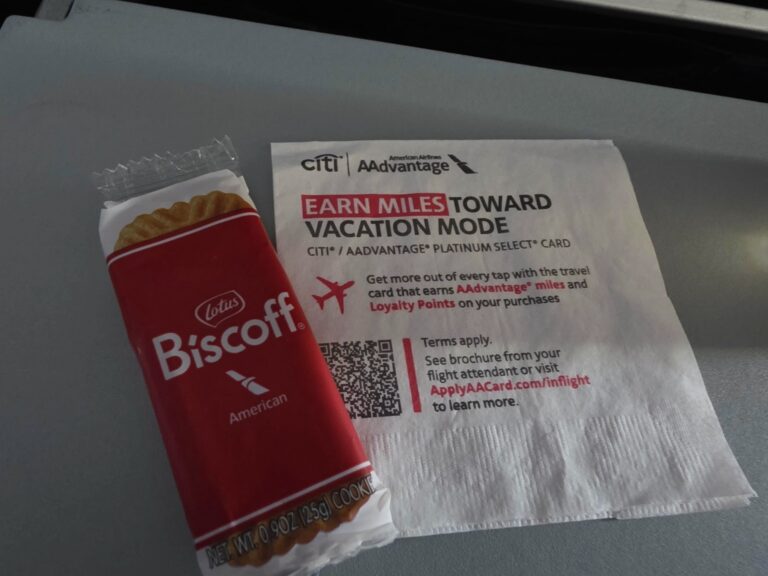 Lotus
Biscoff®
American
NET. WT. 0.9OZ (25g) COOKIE
citi® | American Airlines
AAdvantage
EARN MILES TOWARD
VACATION MODE
CITI® / AADVANTAGE® PLATINUM SELECT® CARD
Get more out of every tap with the travel
card that earns AAdvantage® miles and
Loyalty Points on your purchases
Terms apply.
See brochure from your
flight attendant or visit
ApplyAACard.com/inflight
to learn more.